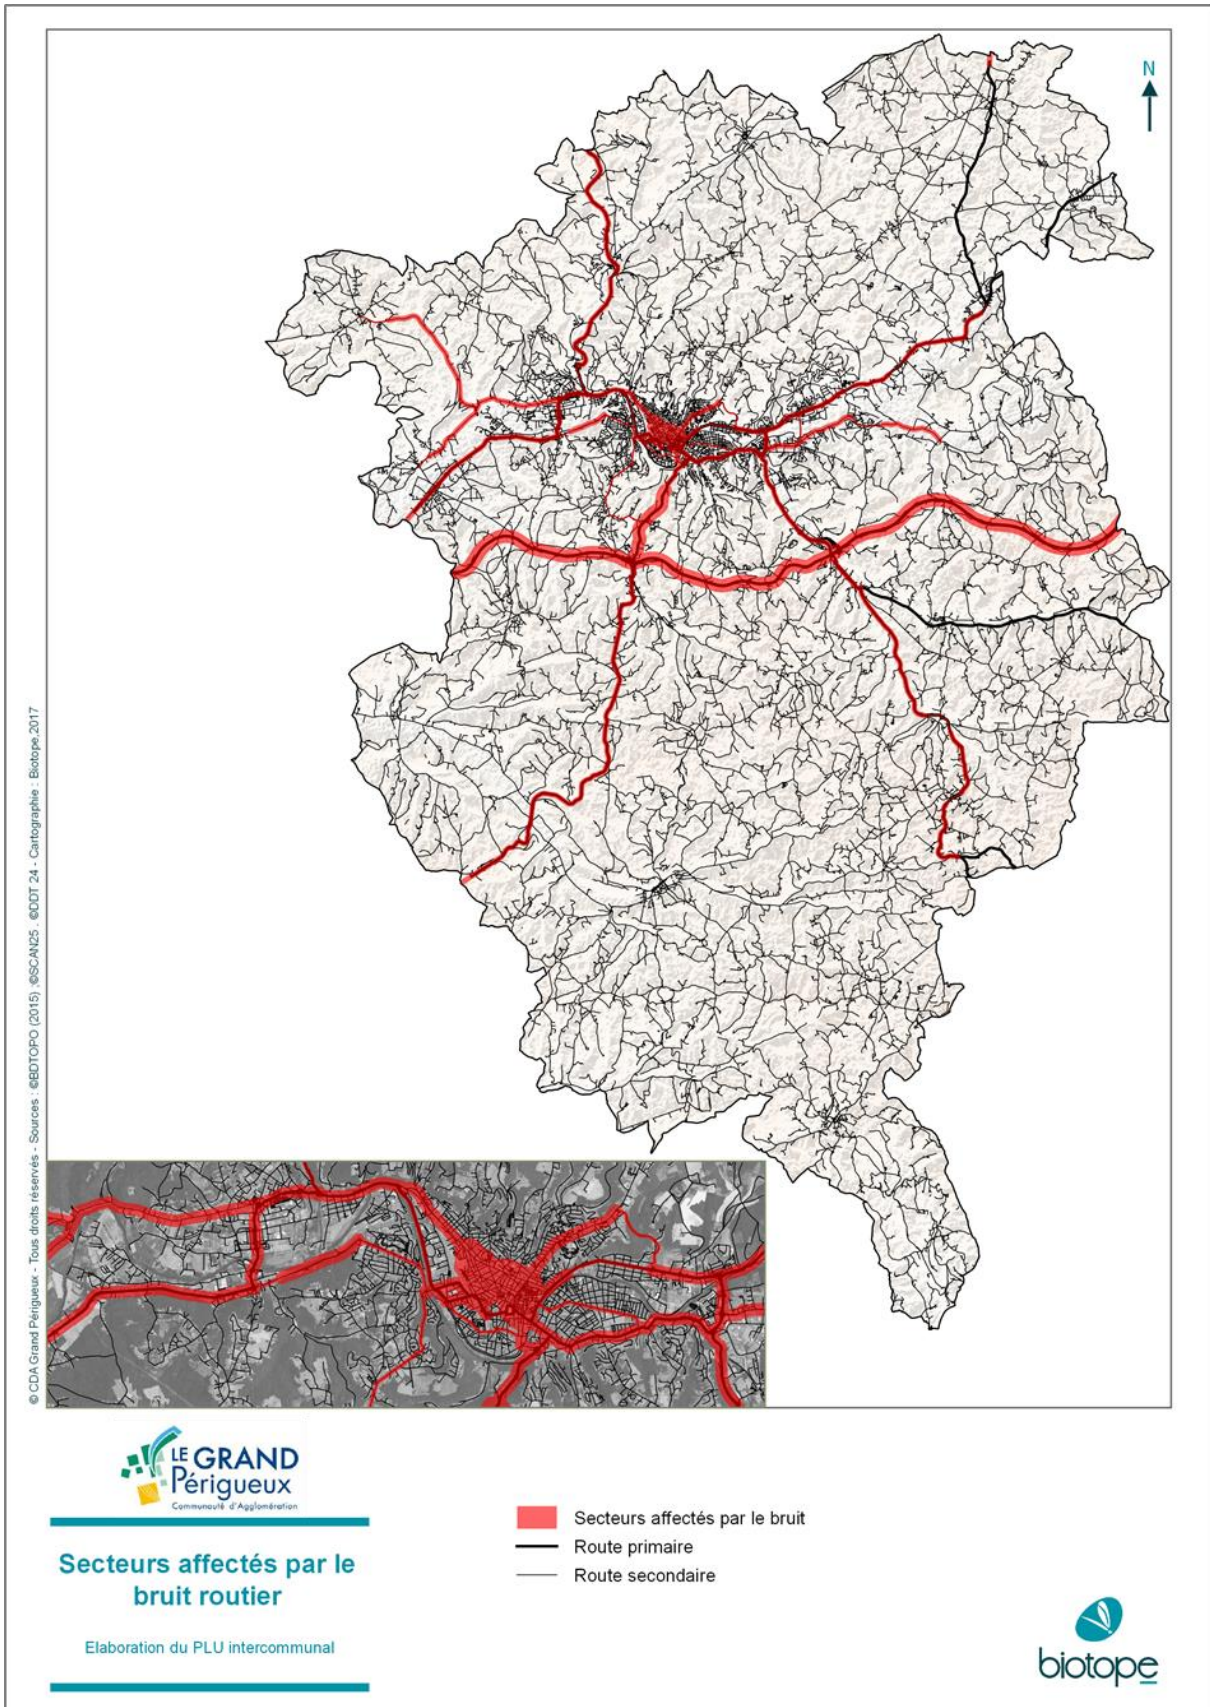 N
© CDA Grand Périgueux - Tous droits réservés - Sources : ©BDTOPO (2015) ;©SCAN25 . ©DDT 24 - Cartographie : Biotope,2017
LE GRAND
Périgueux
Communauté d'Agglomération
Secteurs affectés par le
bruit routier
Elaboration du PLU intercommunal
Secteurs affectés par le bruit
Route primaire
Route secondaire
biotope